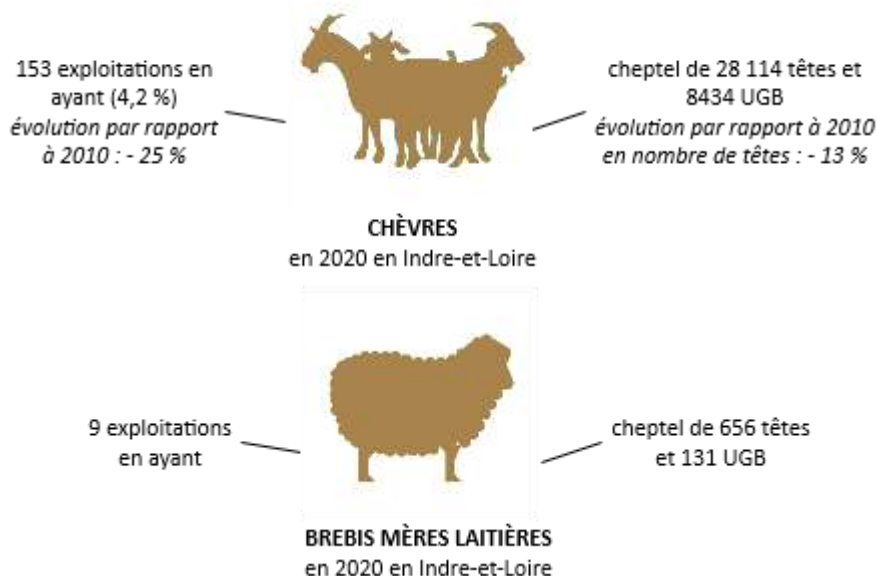 153 exploitations en
ayant (4,2 %)
évolution par rapport
à 2010 : - 25 %
cheptel de 28 114 têtes et
8434 UGB
évolution par rapport à 2010
en nombre de têtes : - 13 %
CHÈVRES
en 2020 en Indre-et-Loire
9 exploitations
en ayant
cheptel de 656 têtes
et 131 UGB
BREBIS MÈRES LAITIÈRES
en 2020 en Indre-et-Loire